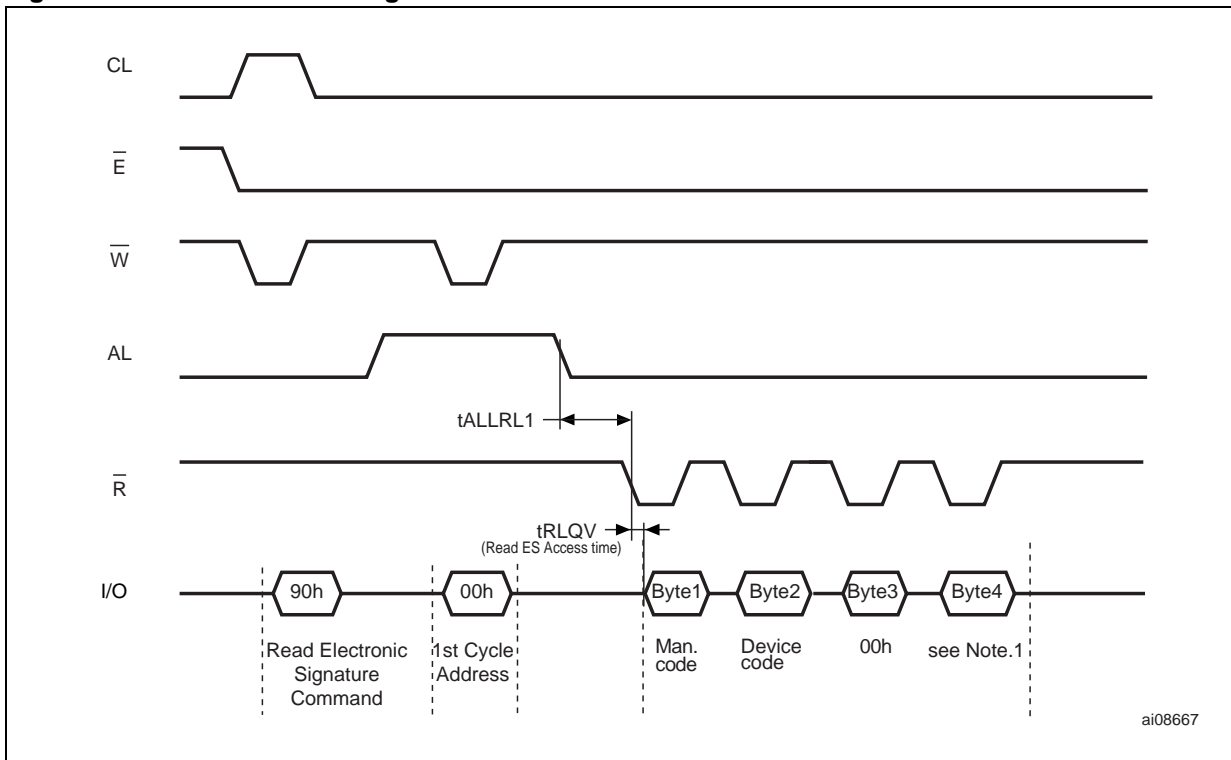 CL
E
W
AL
tALLRL1
R
tRLQV
(Read ES Access time)
I/O
90h
00h
Byte1
Byte2
Byte3
Byte4
Read Electronic
Signature
Command
1st Cycle
Address
Man.
code
Device
code
00h
see Note.1
ai08667